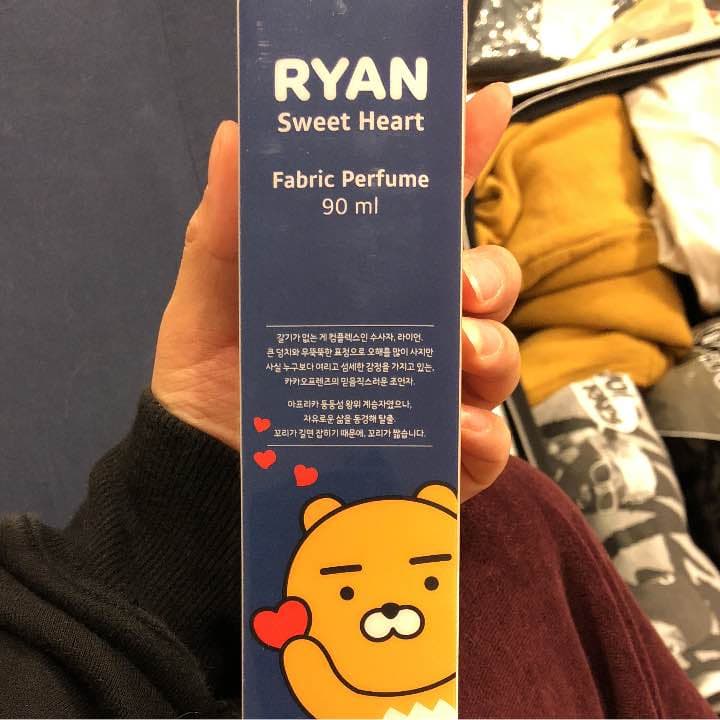 RYAN
Sweet Heart
Fabric Perfume
90 ml
갈기가 없는 게 컴플렉스인 수사자, 라이언.
큰 덩치와 무뚝뚝한 표정으로 오해를 많이 사지만
사실 누구보다 여리고 섬세한 감정을 가지고 있는,
카카오프렌즈의 믿음직스러운 조언자.
아프리카 둥둥섬 왕위 계승자였으나,
자유로운 삶을 동경해 탈출.
꼬리가 길면 잡히기 때문에, 꼬리가 짧습니다.